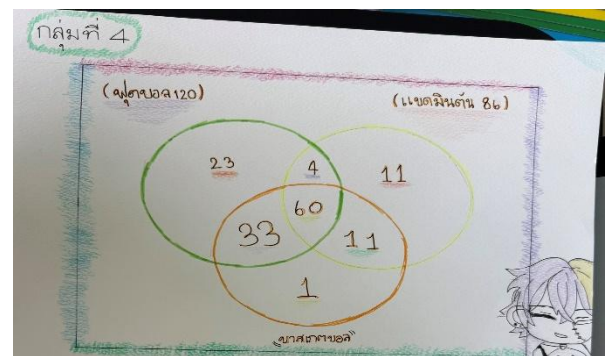 กลุ่มที่ 4
(ฟุตบอล 120)
(แบดมินตัน 86)
23
4
11
60
33
11
1
"บาสเกตบอล"